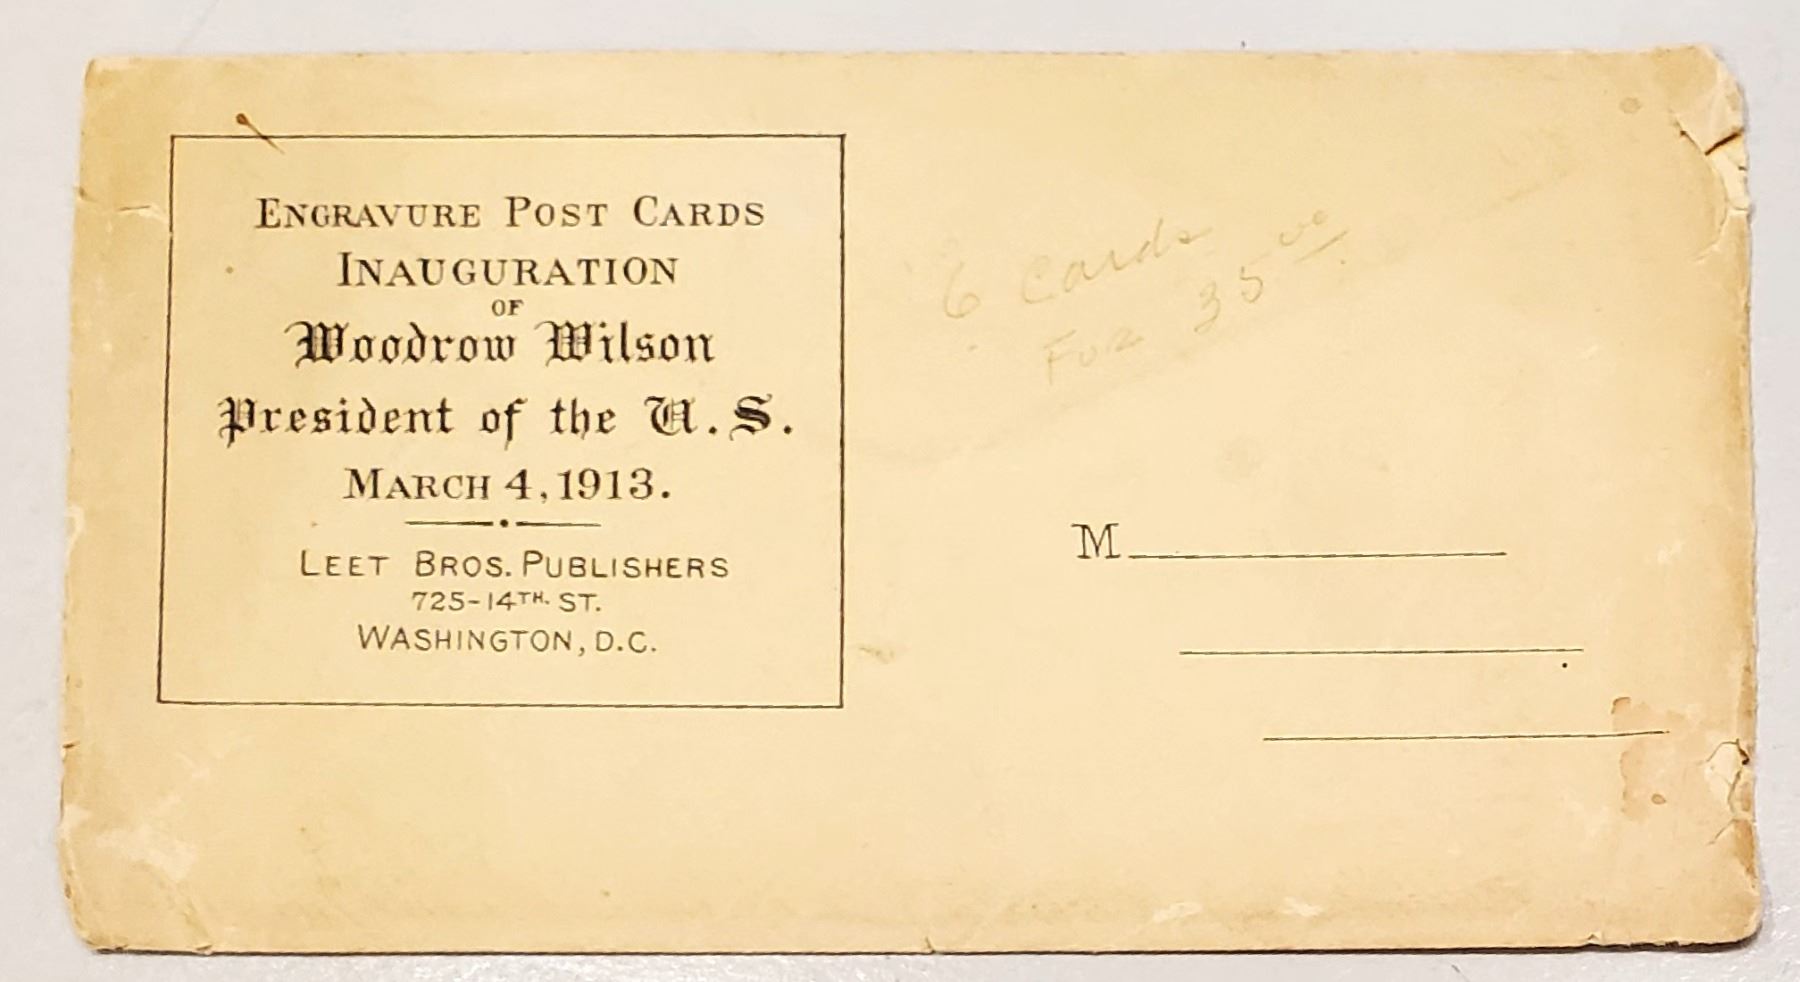 ENGRAVURE POST CARDS
INAUGURATION
OF
Woodrow Wilson
President of the U.S.
MARCH 4, 1913.
LEET BROS. PUBLISHERS
725-14TH. ST.
WASHINGTON, D.C.
6 Cards
FOR 35 00
M